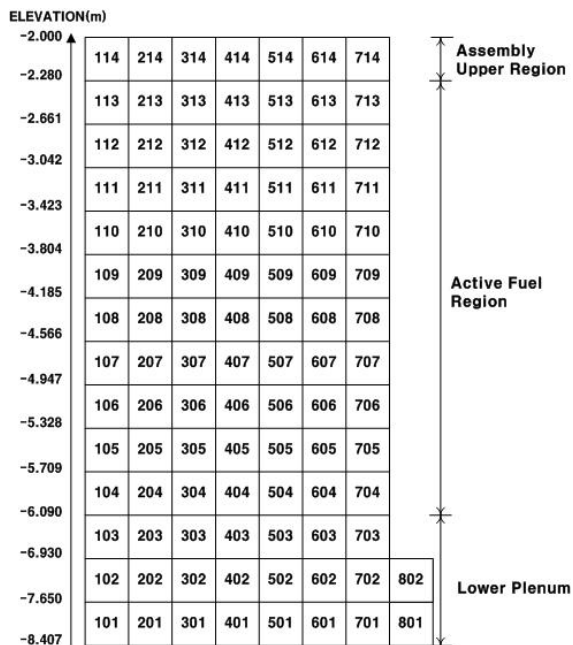 ELEVATION(m)
-2.000
114 214 314 414 514 614 714
Assembly
Upper Region
-2.280
113 213 313 413 513 613 713
-2.661
112 212 312 412 512 612 712
-3.042
111 211 311 411 511 611 711
-3.423
110 210 310 410 510 610 710
-3.804
109 209 309 409 509 609 709
Active Fuel
Region
-4.185
108 208 308 408 508 608 708
-4.566
107 207 307 407 507 607 707
-4.947
106 206 306 406 506 606 706
-5.328
105 205 305 405 505 605 705
-5.709
104 204 304 404 504 604 704
-6.090
103 203 303 403 503 603 703
-6.930
102 202 302 402 502 602 702 802
Lower Plenum
-7.650
101 201 301 401 501 601 701 801
-8.407